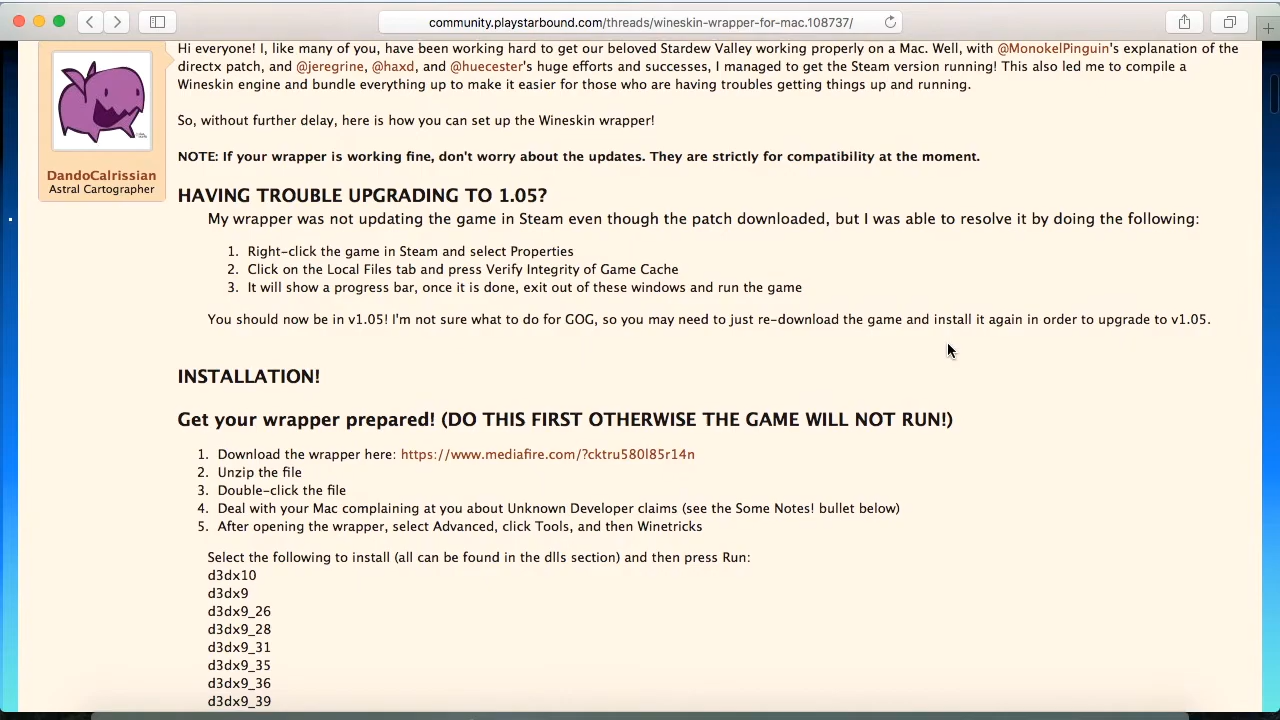 community.playstarbound.com/threads/wineskin-wrapper-for-mac.108737/
Hi everyone! I, like many of you, have been working hard to get our beloved Stardew Valley working properly on a Mac. Well, with @MonokelPinguin's explanation of the
directx patch, and @jeregrine, @haxd, and @huecester's huge efforts and successes, I managed to get the Steam version running! This also led me to compile a
Wineskin engine and bundle everything up to make it easier for those who are having troubles getting things up and running.
So, without further delay, here is how you can set up the Wineskin wrapper!
NOTE: If your wrapper is working fine, don't worry about the updates. They are strictly for compatibility at the moment.
DandoCalrissian
Astral Cartographer
HAVING TROUBLE UPGRADING TO 1.05?
My wrapper was not updating the game in Steam even though the patch downloaded, but I was able to resolve it by doing the following:
1. Right-click the game in Steam and select Properties
2. Click on the Local Files tab and press Verify Integrity of Game Cache
3. It will show a progress bar, once it is done, exit out of these windows and run the game
You should now be in v1.05! I'm not sure what to do for GOG, so you may need to just re-download the game and install it again in order to upgrade to v1.05.
INSTALLATION!
Get your wrapper prepared! (DO THIS FIRST OTHERWISE THE GAME WILL NOT RUN!)
1. Download the wrapper here: https://www.mediafire.com/?cktru580l85r14n
2. Unzip the file
3. Double-click the file
4. Deal with your Mac complaining at you about Unknown Developer claims (see the Some Notes! bullet below)
5. After opening the wrapper, select Advanced, click Tools, and then Winetricks
Select the following to install (all can be found in the dlls section) and then press Run:
d3dx10
d3dx9
d3dx9_26
d3dx9_28
d3dx9_31
d3dx9_35
d3dx9_36
d3dx9_39